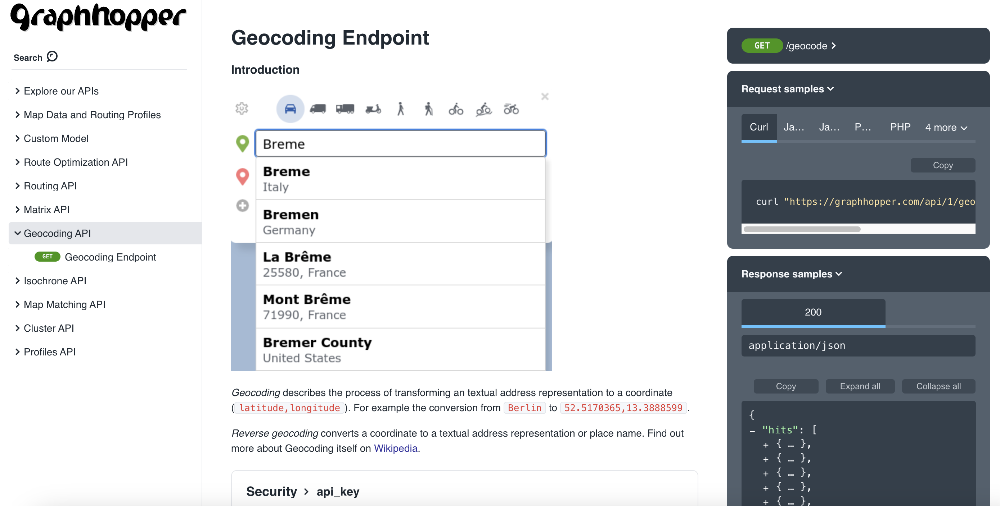 graphhopper
Search
Explore our APIs
Map Data and Routing Profiles
Custom Model
Route Optimization API
Routing API
Matrix API
Geocoding API
GET Geocoding Endpoint
Isochrone API
Map Matching API
Cluster API
Profiles API
Geocoding Endpoint
Introduction
Breme
Breme
Italy
Bremen
Germany
La Brême
25580, France
Mont Brême
71990, France
Bremer County
United States
Geocoding describes the process of transforming an textual address representation to a coordinate
(latitude,longitude). For example the conversion from Berlin to 52.5170365,13.3888599.
Reverse geocoding converts a coordinate to a textual address representation or place name. Find out
more about Geocoding itself on Wikipedia.
Security > api_key
GET /geocode >
Request samples
Curl Ja... Ja... P... PHP 4 more
Copy
curl "https://graphhopper.com/api/1/geo
Response samples
200
application/json
Copy Expand all Collapse all
{
– "hits": [
+ { … },
+ { … },
+ { … },
+ { … },
+ { … },